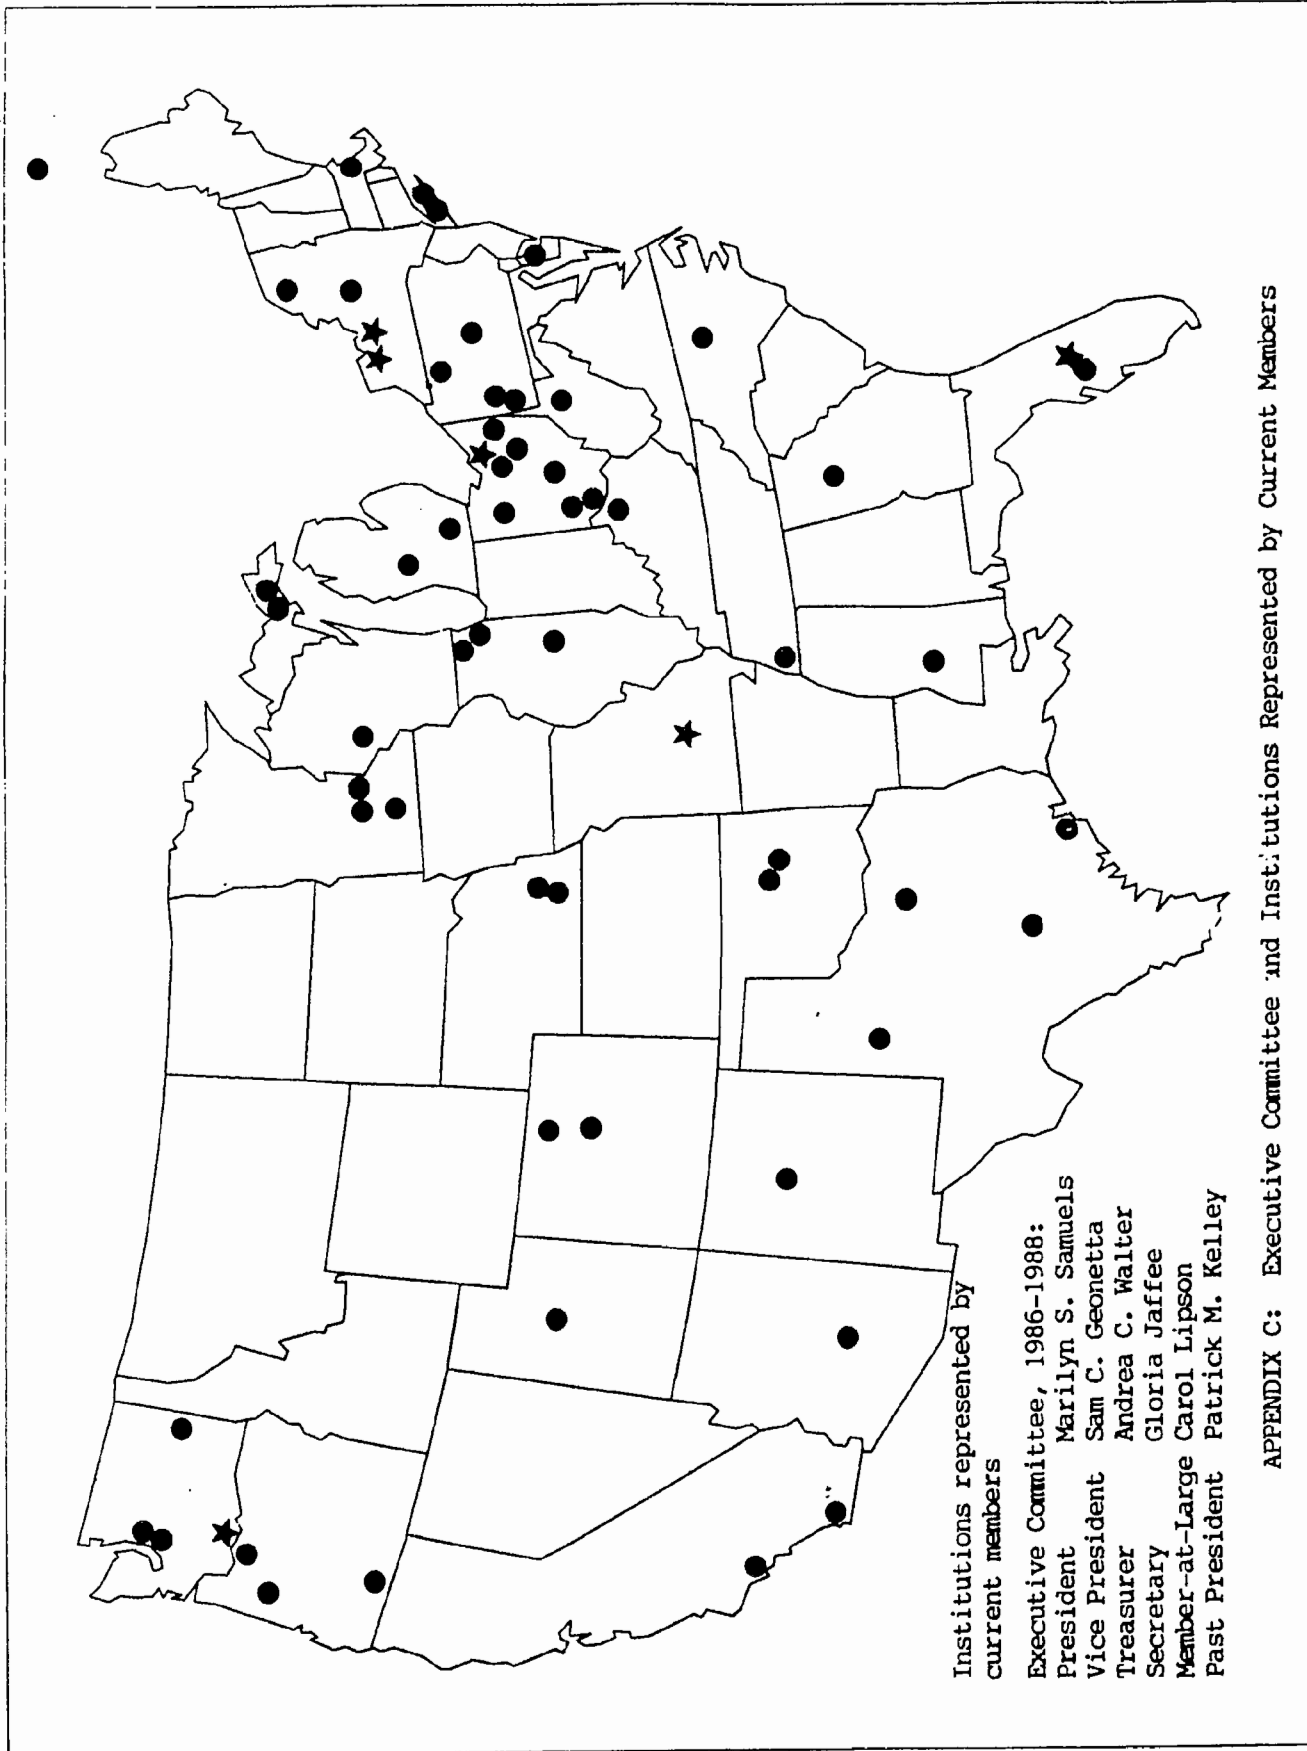 Institutions represented by
current members
Executive Committee, 1986-1988:
President Marilyn S. Samuels
Vice President Sam C. Geonetta
Treasurer Andrea C. Walter
Secretary Gloria Jaffee
Member-at-Large Carol Lipson
Past President Patrick M. Kelley
APPENDIX C: Executive Committee and Institutions Represented by Current Members